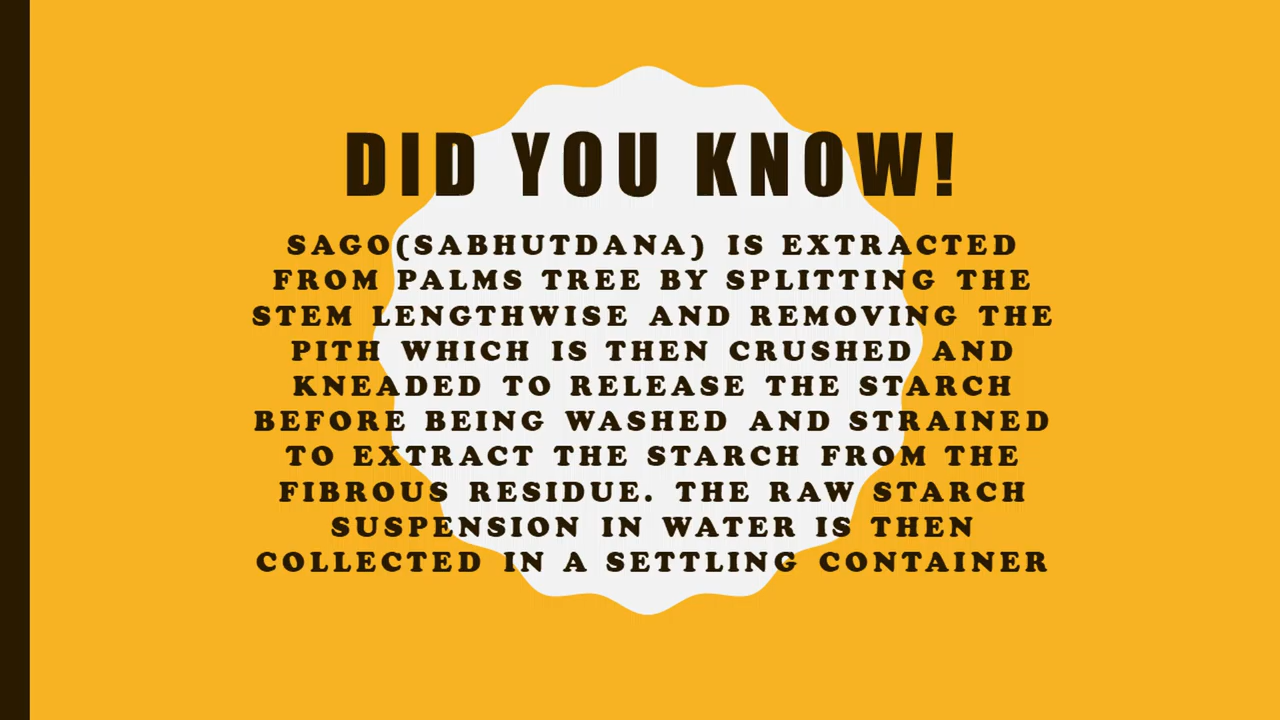 DID YOU KNOW!
SAGO(SABHUTDANA) IS EXTRACTED
FROM PALMS TREE BY SPLITTING THE
STEM LENGTHWISE AND REMOVING THE
PITH WHICH IS THEN CRUSHED AND
KNEADED TO RELEASE THE STARCH
BEFORE BEING WASHED AND STRAINED
TO EXTRACT THE STARCH FROM THE
FIBROUS RESIDUE. THE RAW STARCH
SUSPENSION IN WATER IS THEN
COLLECTED IN A SETTLING CONTAINER